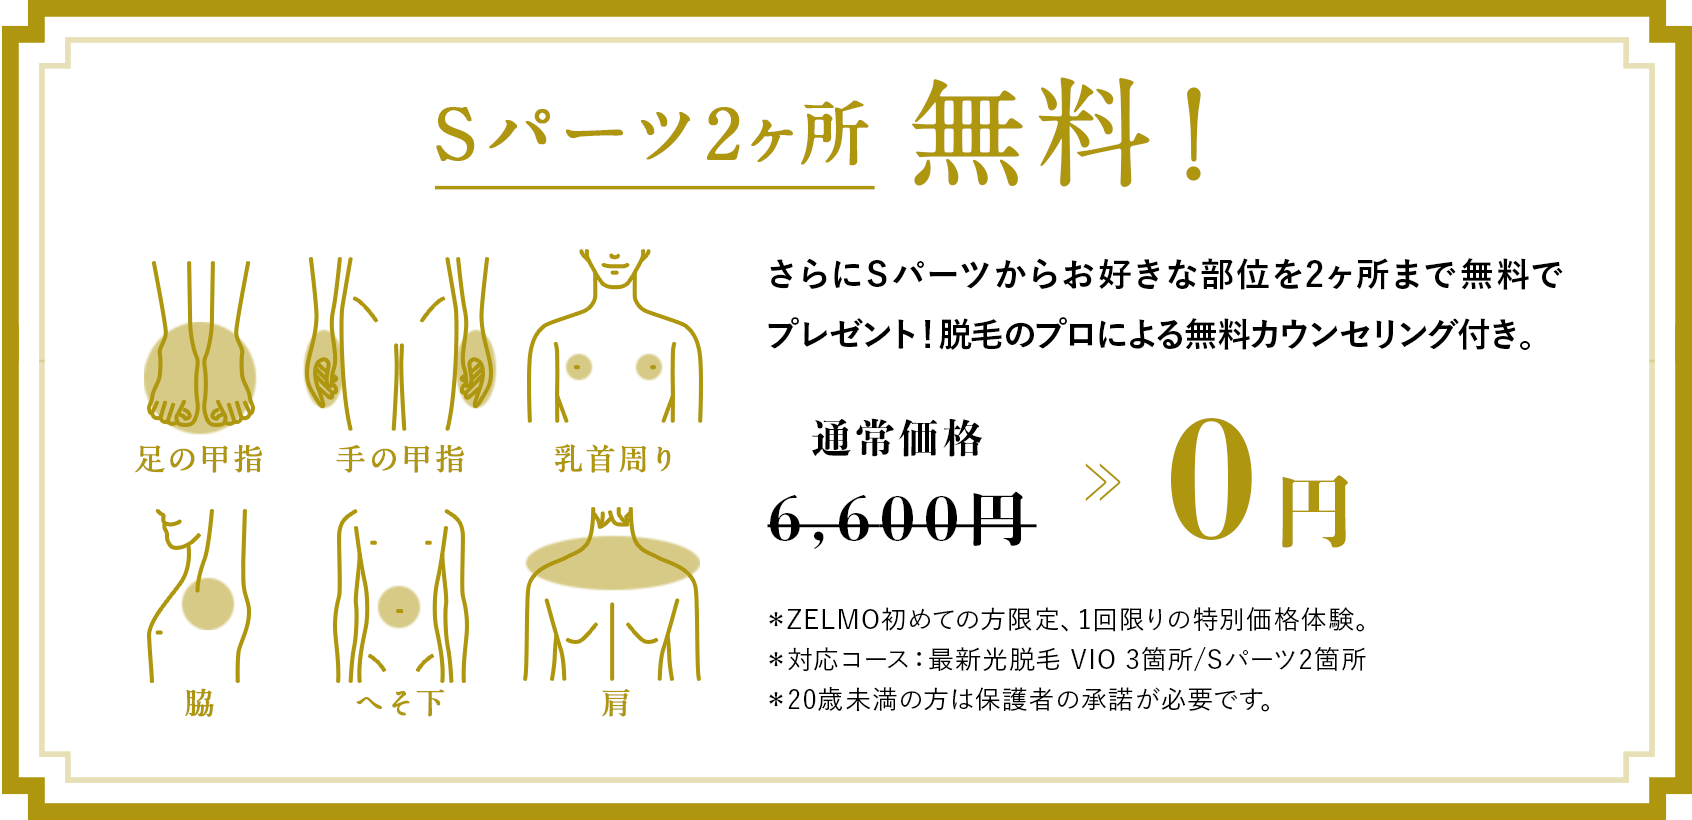 Sパーツ2ヶ所 無料！
さらにSパーツからお好きな部位を2ヶ所まで無料で
プレゼント！脱毛のプロによる無料カウンセリング付き。
足の甲指
手の甲指
乳首周り
脇
へそ下
肩
通常価格
6,600円
0円
＊ZELMO初めての方限定、1回限りの特別価格体験。
＊対応コース：最新光脱毛 VIO 3箇所/Sパーツ2箇所
＊20歳未満の方は保護者の承諾が必要です。